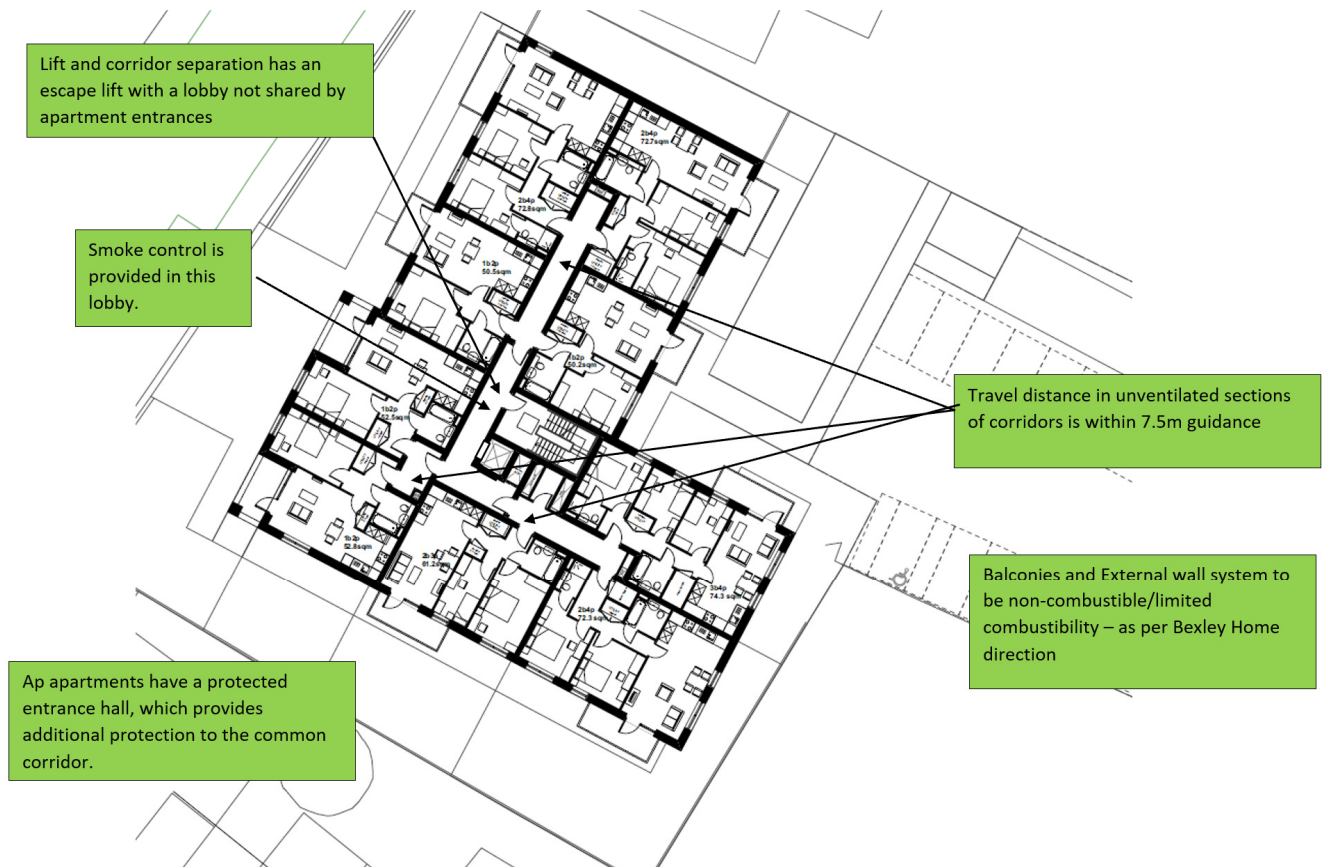 Lift and corridor separation has an
escape lift with a lobby not shared by
apartment entrances
Smoke control is
provided in this
lobby.
2b4p
72.7sqm
2b4p
72.8sqm
1b2p
50.5sqm
1b2p
50.2sqm
1b2p
52.5sqm
1b2p
52.8sqm
61.2sqm
2b4p
72.3 sqm
3b4p
74.3 sqm
Travel distance in unventilated sections
of corridors is within 7.5m guidance
Balconies and External wall system to
be non-combustible/limited
combustibility – as per Bexley Home
direction
Ap apartments have a protected
entrance hall, which provides
additional protection to the common
corridor.